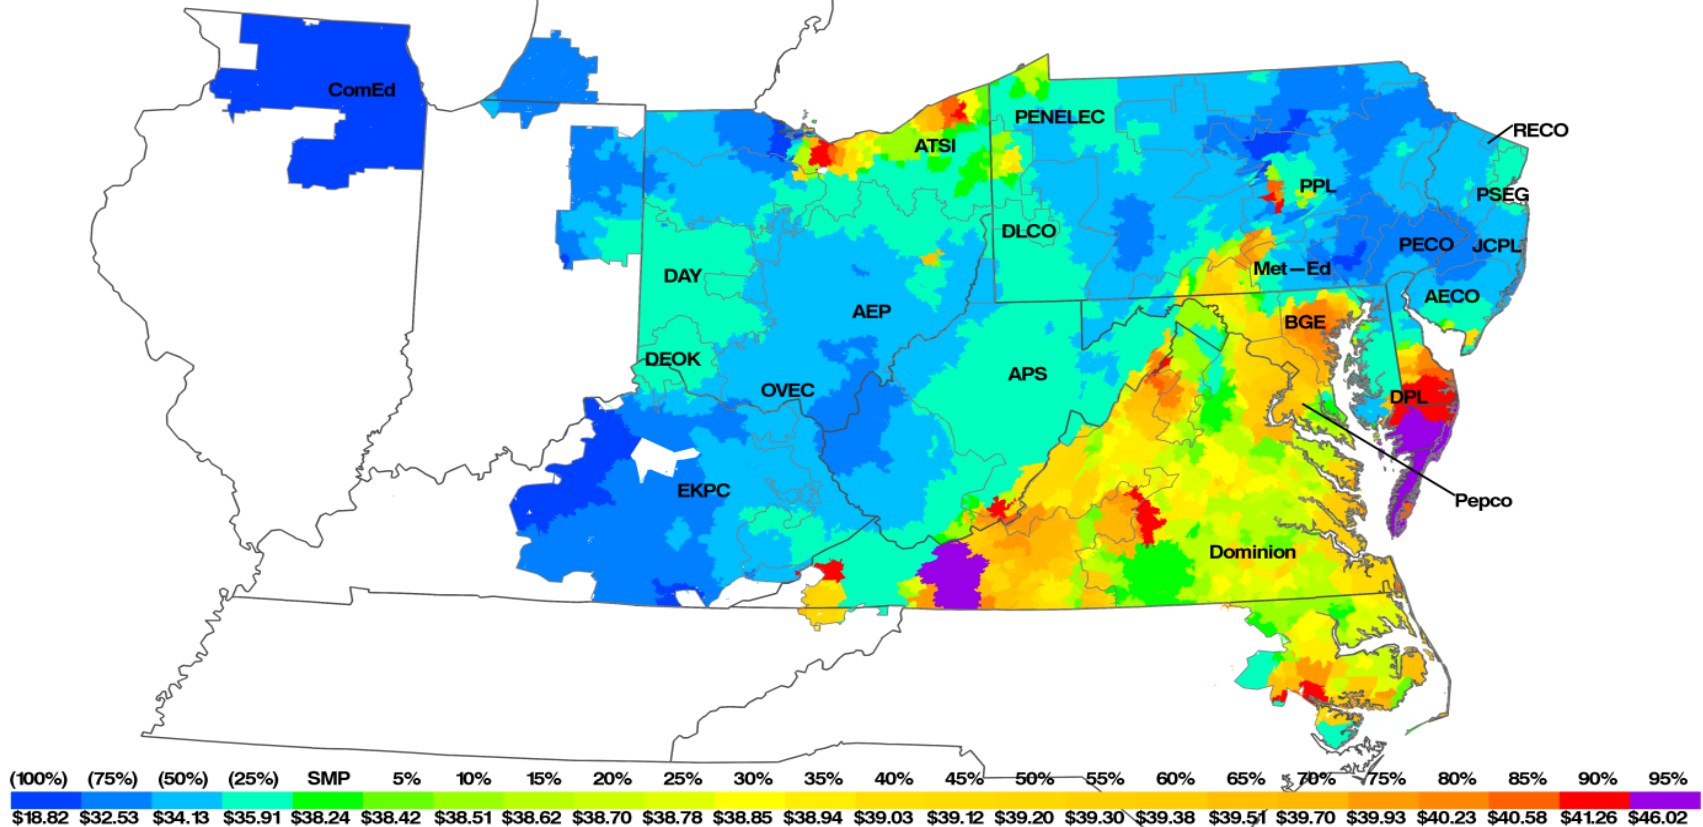 ComEd
PENELEC
RECO
ATSI
PPL
PSEG
DLCO
PECO
JCPL
Met—Ed
DAY
AECO
AEP
BGE
DEOK
APS
OVEC
DPL
EKPC
Pepco
Dominion
(100%) (75%) (50%) (25%) SMP 5% 10% 15% 20% 25% 30% 35% 40% 45% 50% 55% 60% 65% 70% 75% 80% 85% 90% 95%
$18.82 $32.53 $34.13 $35.91 $38.24 $38.42 $38.51 $38.62 $38.70 $38.78 $38.85 $38.94 $39.03 $39.12 $39.20 $39.30 $39.38 $39.51 $39.70 $39.93 $40.23 $40.58 $41.26 $46.02